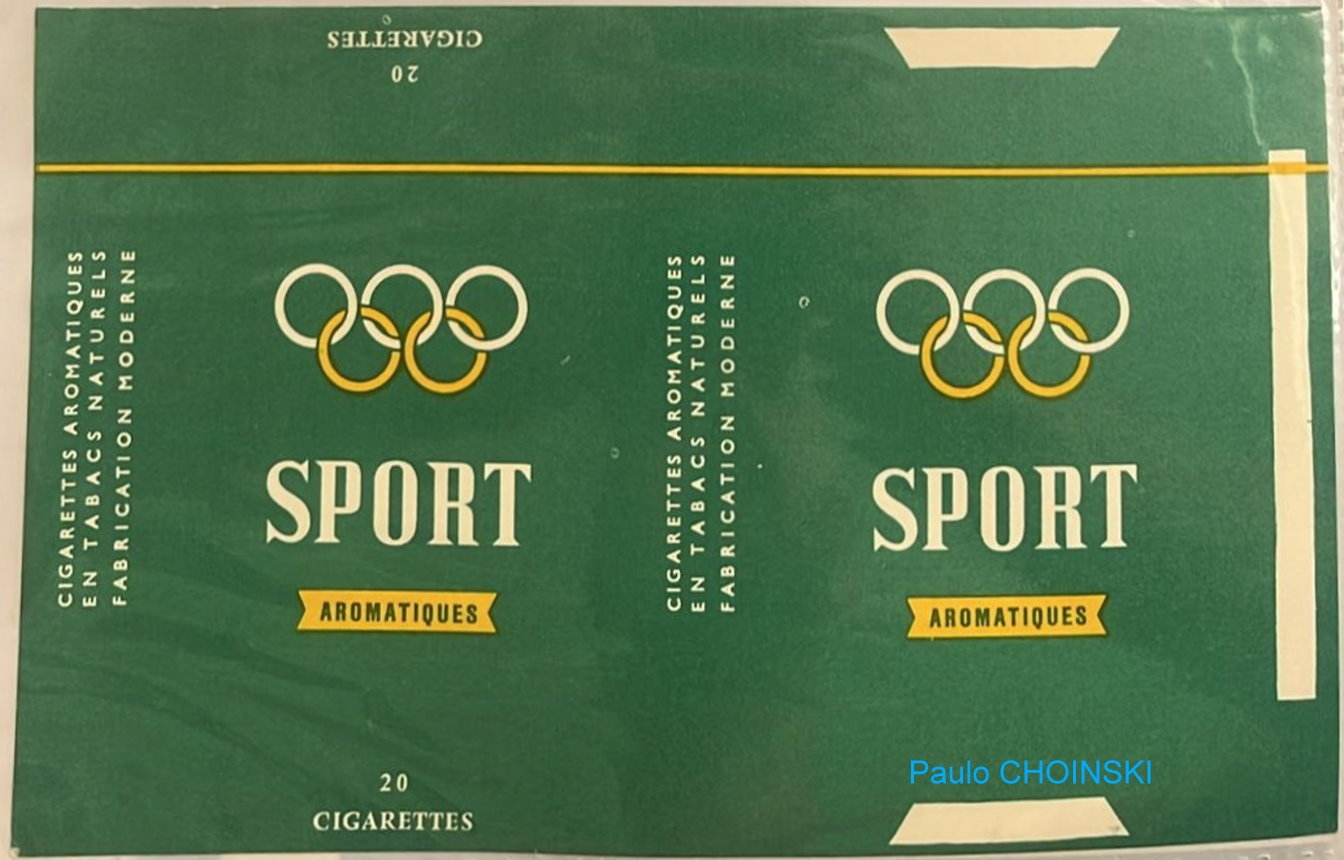 CIGARETTES
20
CIGARETTES AROMATIQUES
EN TABACS NATURELS
FABRICATION MODERNE
SPORT
AROMATIQUES
20
CIGARETTES
CIGARETTES AROMATIQUES
EN TABACS NATURELS
FABRICATION MODERNE
SPORT
AROMATIQUES
Paulo CHOINSKI